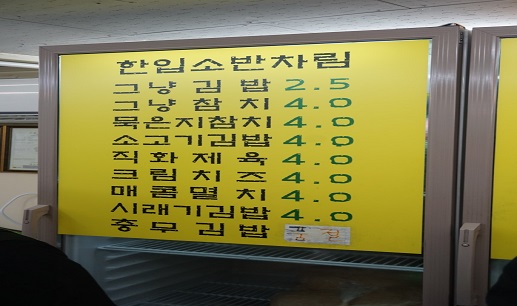 한입소반차림
그냥김밥 2.5
그냥참치 4.0
묵은지참치 4.0
소고기김밥 4.0
직화제육 4.0
크림치즈 4.0
매콤멸치 4.0
시래기김밥 4.0
충무김밥 품절